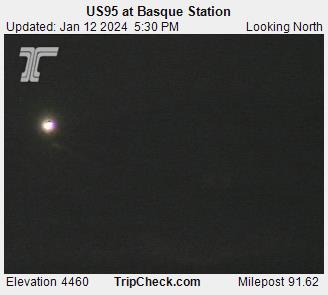 US95 at Basque Station
Updated: Jan 12 2024 5:30 PM Looking North
Elevation 4460 TripCheck.com Milepost 91.62